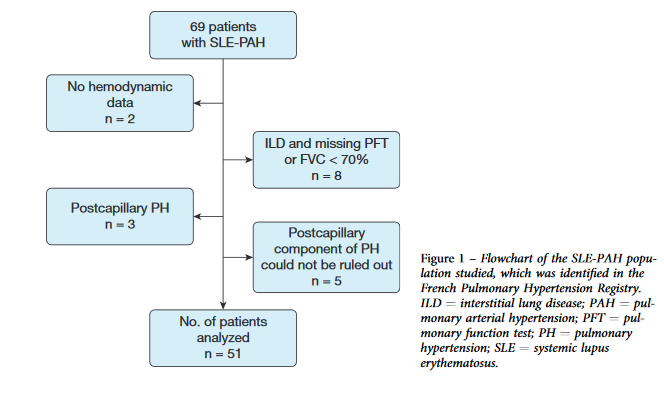 69 patients
with SLE-PAH
No hemodynamic
data
n = 2
ILD and missing PFT
or FVC < 70%
n = 8
Postcapillary PH
n = 3
Postcapillary
component of PH
could not be ruled out
n = 5
No. of patients
analyzed
n = 51
Figure 1 – Flowchart of the SLE-PAH popu-
lation studied, which was identified in the
French Pulmonary Hypertension Registry.
ILD = interstitial lung disease; PAH = pul-
monary arterial hypertension; PFT = pul-
monary function test; PH = pulmonary
hypertension; SLE = systemic lupus
erythematosus.